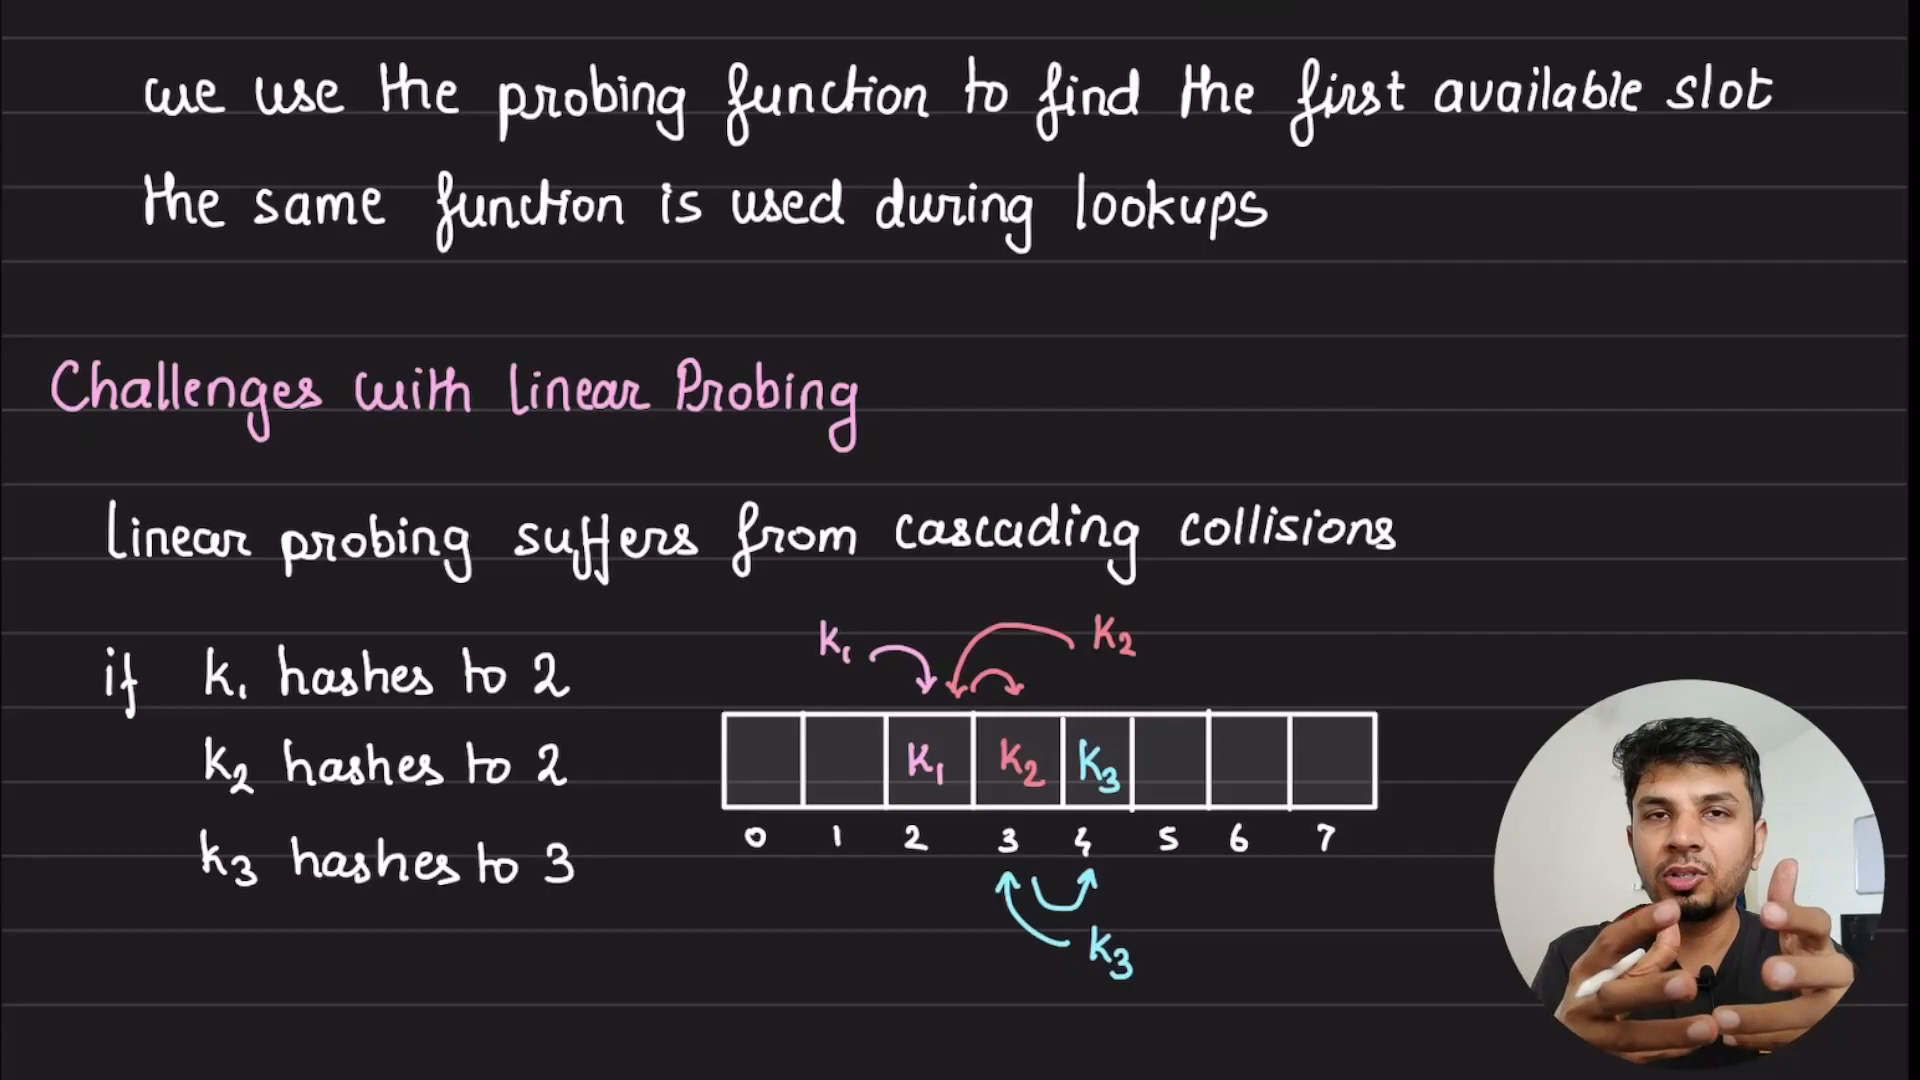 we use the probing function to find the first available slot
the same function is used during lookups
Challenges with Linear Probing
linear probing suffers from cascading collisions
if k1 hashes to 2
k2 hashes to 2
k3 hashes to 3
k1 k2
k1 k2 k3
0 1 2 3 4 5 6 7
k3